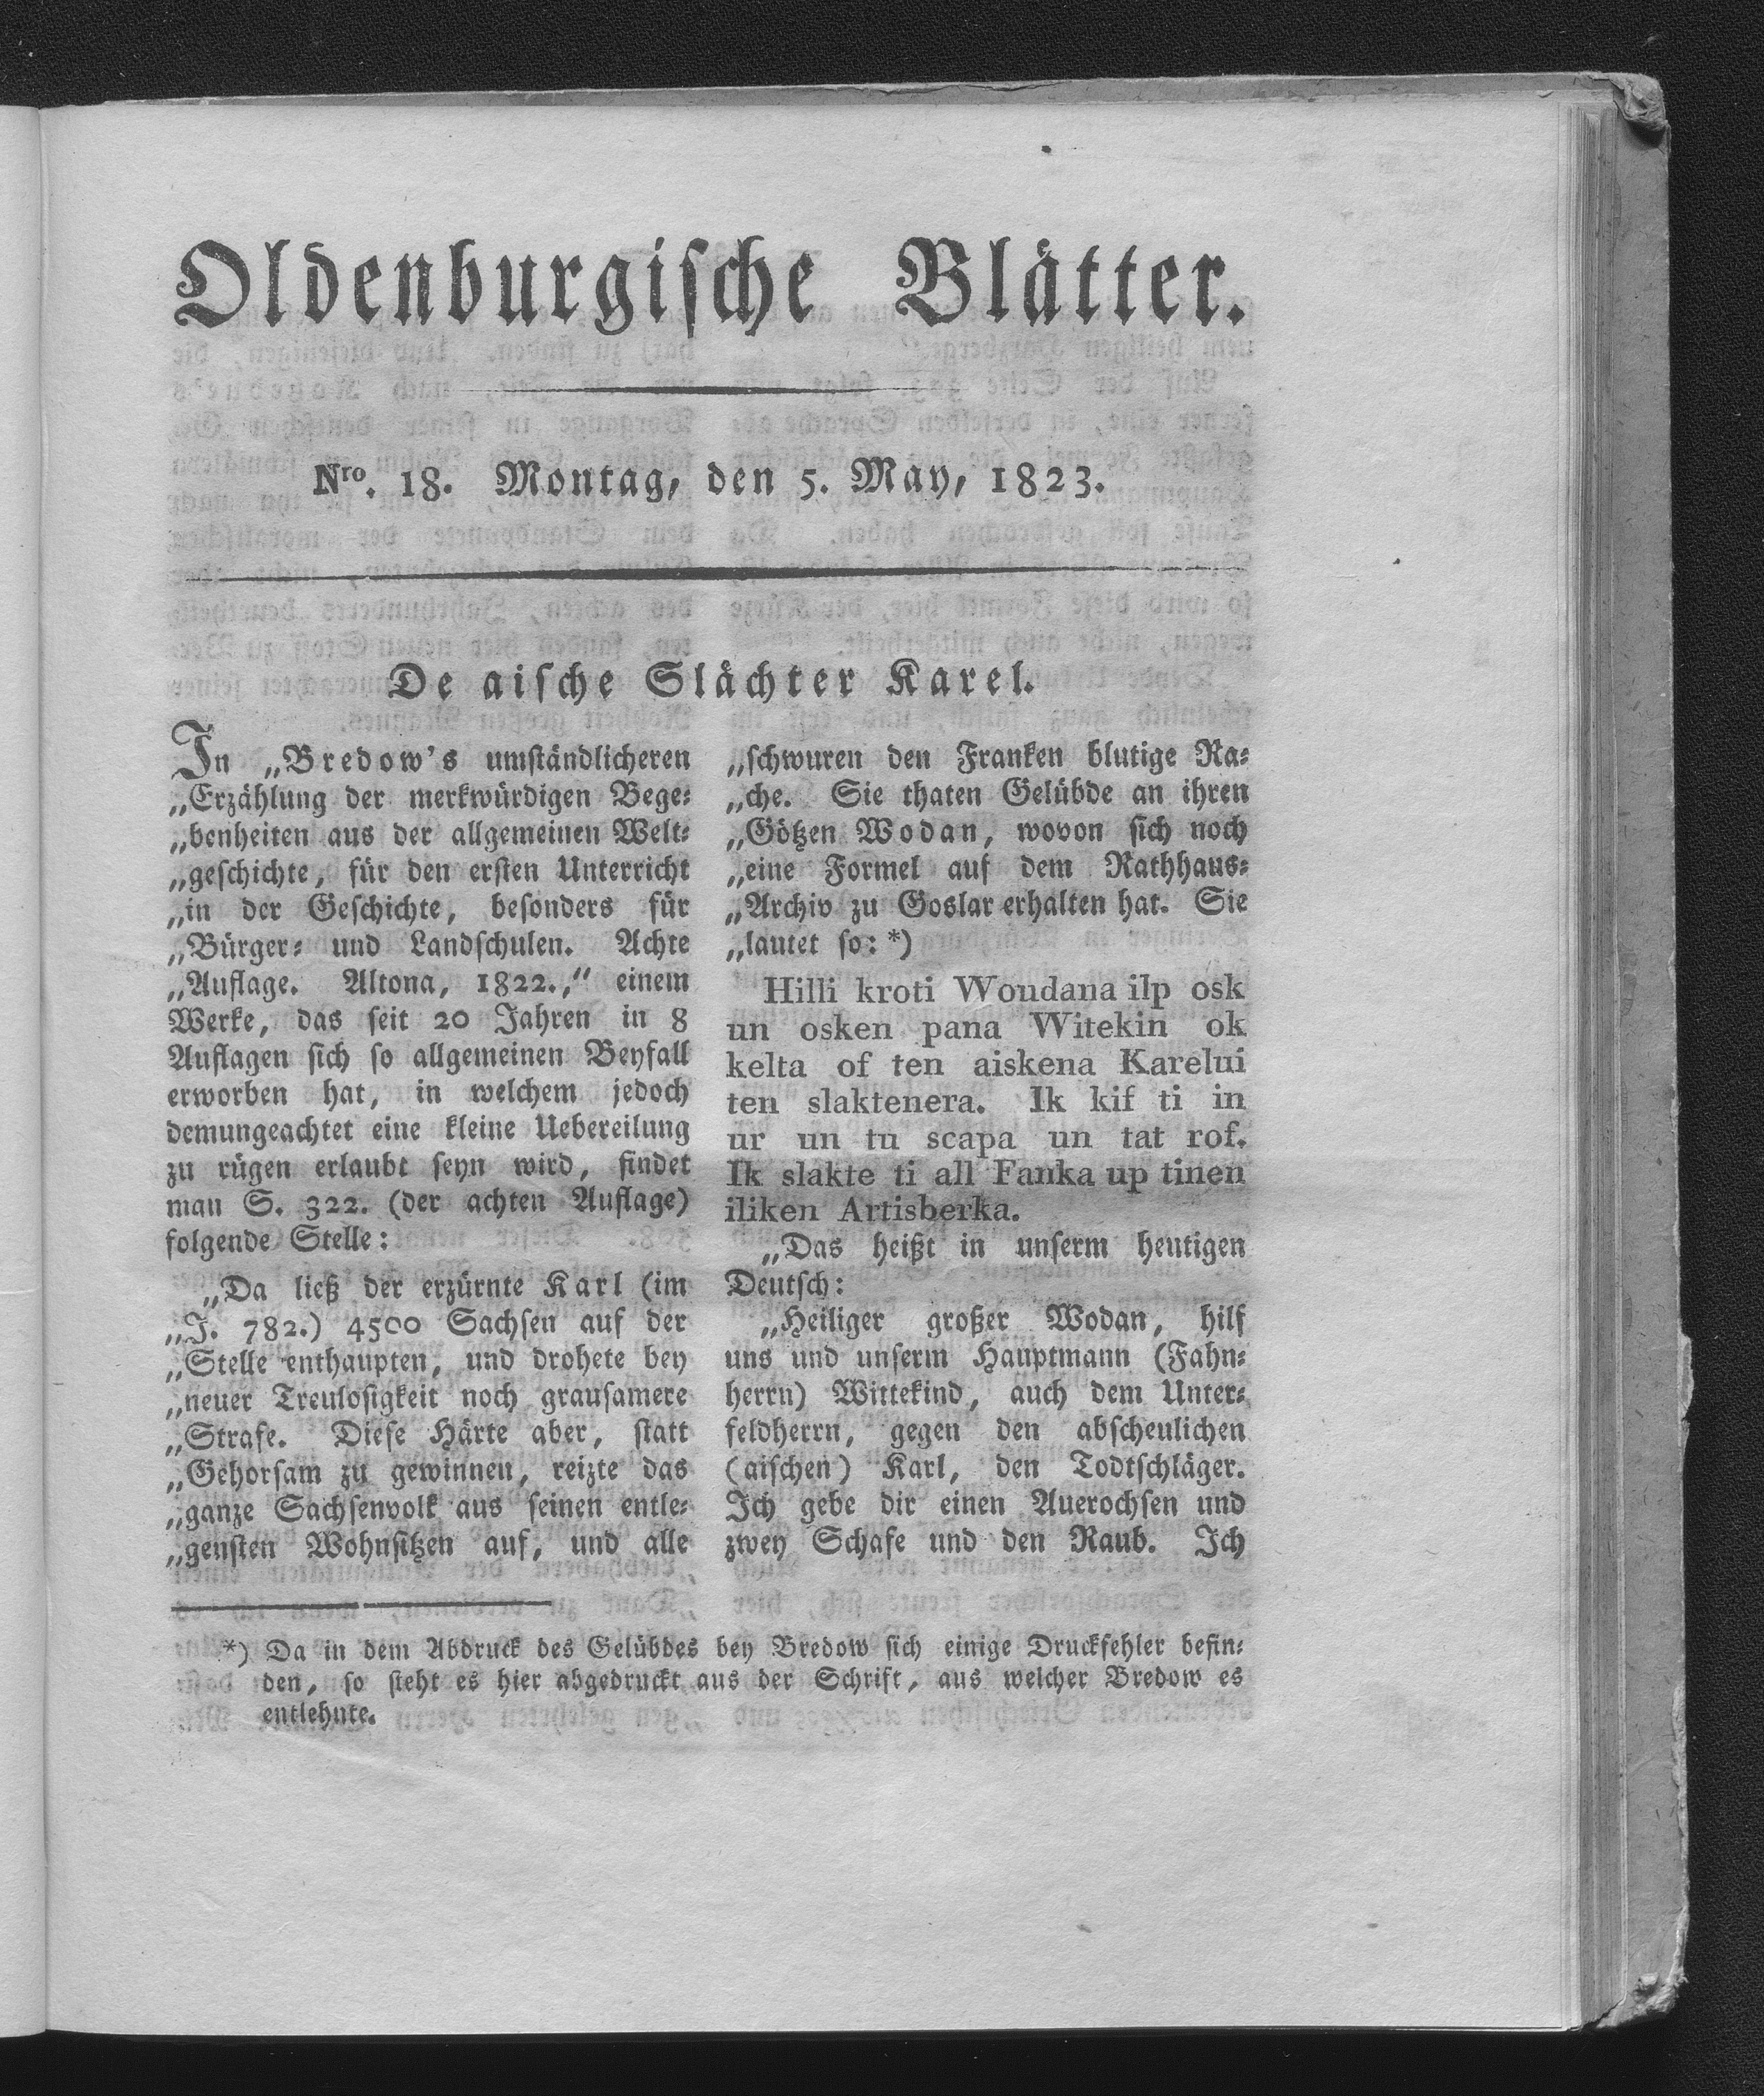 Oldenburgische Blätter.
Nro. 18. Montag, den 5. May, 1823.
De aische Slächter Karel.
In „Bredow's umständlicheren
„Erzählung der merkwürdigen Bege-
„benheiten aus der allgemeinen Welt-
„geschichte, für den ersten Unterricht
„in der Geschichte, besonders für
„Bürger- und Landschulen. Achte
„Auflage. Altona, 1822.,“ einem
Werke, das seit 20 Jahren in 8
Auflagen sich so allgemeinen Beyfall
erworben hat, in welchem jedoch
demungeachtet eine kleine Uebereilung
zu rügen erlaubt seyn wird, findet
man S. 322. (der achten Auflage)
folgende Stelle:
„Da ließ der erzürnte Karl (im
„J. 782.) 4500 Sachsen auf der
„Stelle enthaupten, und drohete bey
„neuer Treulosigkeit noch grausamere
„Strafe. Diese Härte aber, statt
„Gehorsam zu gewinnen, reizte das
„ganze Sachsenvolk aus seinen entle-
„gensten Wohnsitzen auf, und alle
„schwuren den Franken blutige Ra-
„che. Sie thaten Gelübde an ihren
„Götzen Wodan, wovon sich noch
„eine Formel auf dem Rathhaus-
„Archiv zu Goslar erhalten hat. Sie
„lautet so: *)
Hilli kroti Woudana ilp osk
un osken pana Witekin ok
kelta of ten aiskena Karelui
ten slaktenera. Ik kif ti in
ur un tu scapa un tat rof.
Ik slakte ti all Fanka up tinen
iliken Artisberka.
„Das heißt in unserm heutigen
Deutsch:
„Heiliger großer Wodan, hilf
uns und unserm Hauptmann (Fahn-
herrn) Wittekind, auch dem Unter-
feldherrn, gegen den abscheulichen
(aischen) Karl, den Todtschläger.
Ich gebe dir einen Auerochsen und
zwey Schafe und den Raub. Ich
*) Da in dem Abdruck des Gelübdes bey Bredow sich einige Druckfehler befin-
den, so steht es hier abgedruckt aus der Schrift, aus welcher Bredow es
entlehnte.